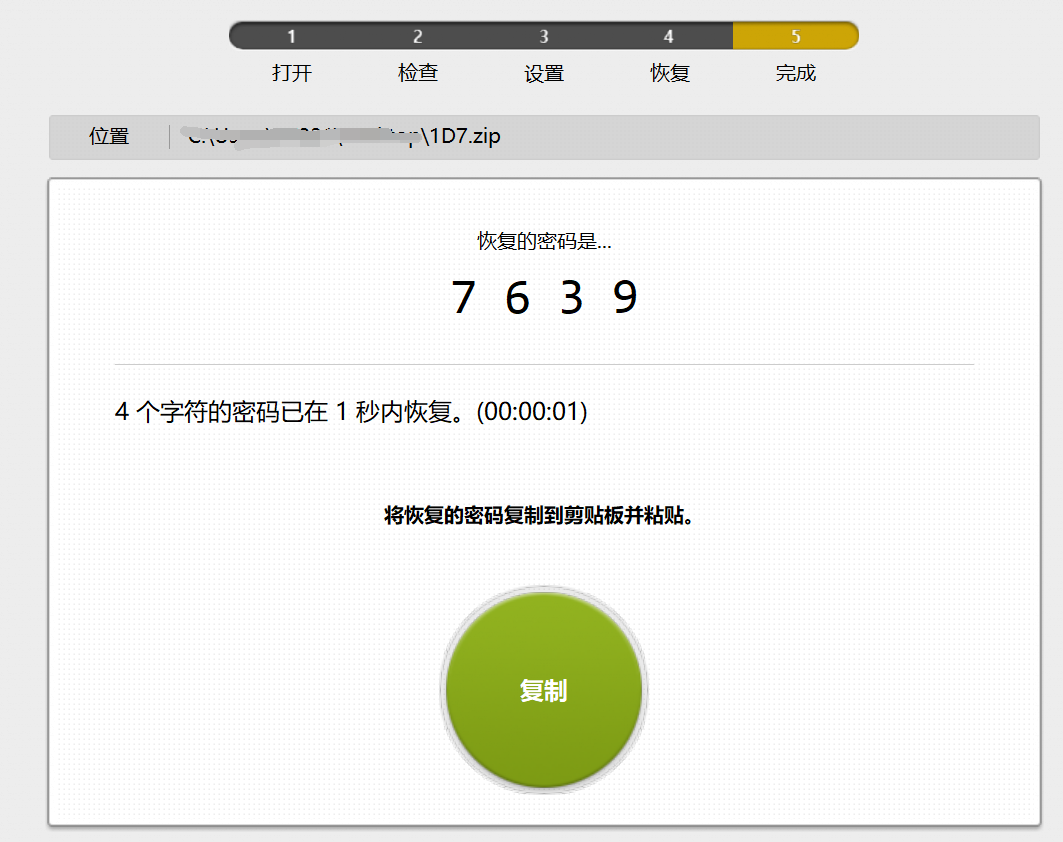 1 2 3 4 5
打开 检查 设置 恢复 完成
位置 \1D7.zip
恢复的密码是...
7 6 3 9
4 个字符的密码已在 1 秒内恢复。(00:00:01)
将恢复的密码复制到剪贴板并粘贴。
复制